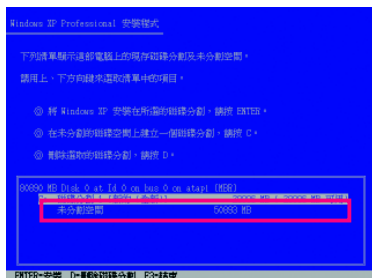 Windows XP Professional 安裝程式
下列清單顯示這部電腦上的現存磁碟分割及未分割空間。
請用上、下方向鍵來選取清單中的項目。
◎ 將 Windows XP 安裝在所選的磁碟分割，請按 ENTER。
◎ 在未分割的磁碟空間上建立一個磁碟分割，請按 C。
◎ 刪除選取的磁碟分割，請按 D。
80890 MB Disk 0 at Id 0 on bus 0 on atapi [MBR]
未分割空間 50893 MB
ENTER=安裝 D=刪除磁碟分割 F3=結束